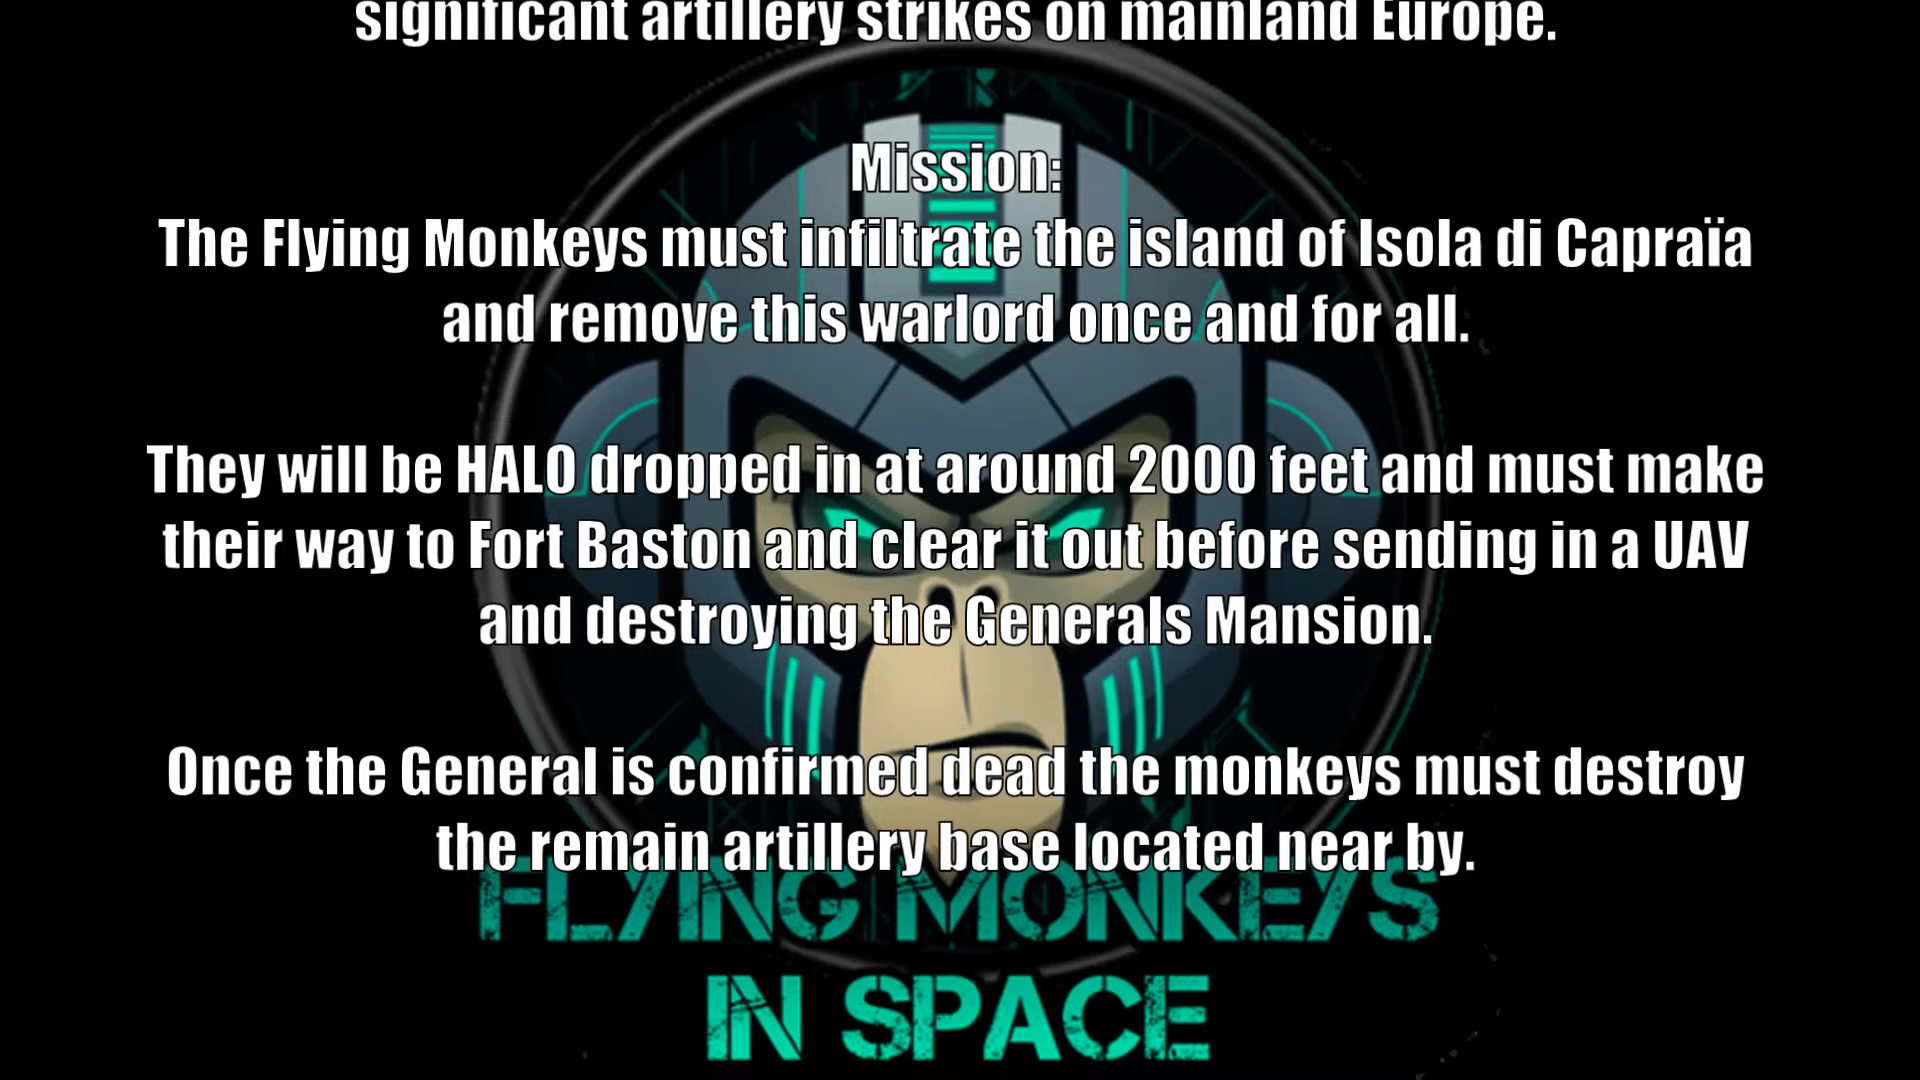 significant artillery strikes on mainland Europe.
Mission:
The Flying Monkeys must infiltrate the island of Isola di Capraïa
and remove this warlord once and for all.
They will be HALO dropped in at around 2000 feet and must make
their way to Fort Baston and clear it out before sending in a UAV
and destroying the Generals Mansion.
Once the General is confirmed dead the monkeys must destroy
the remain artillery base located near by.
FLYING MONKEYS
IN SPACE